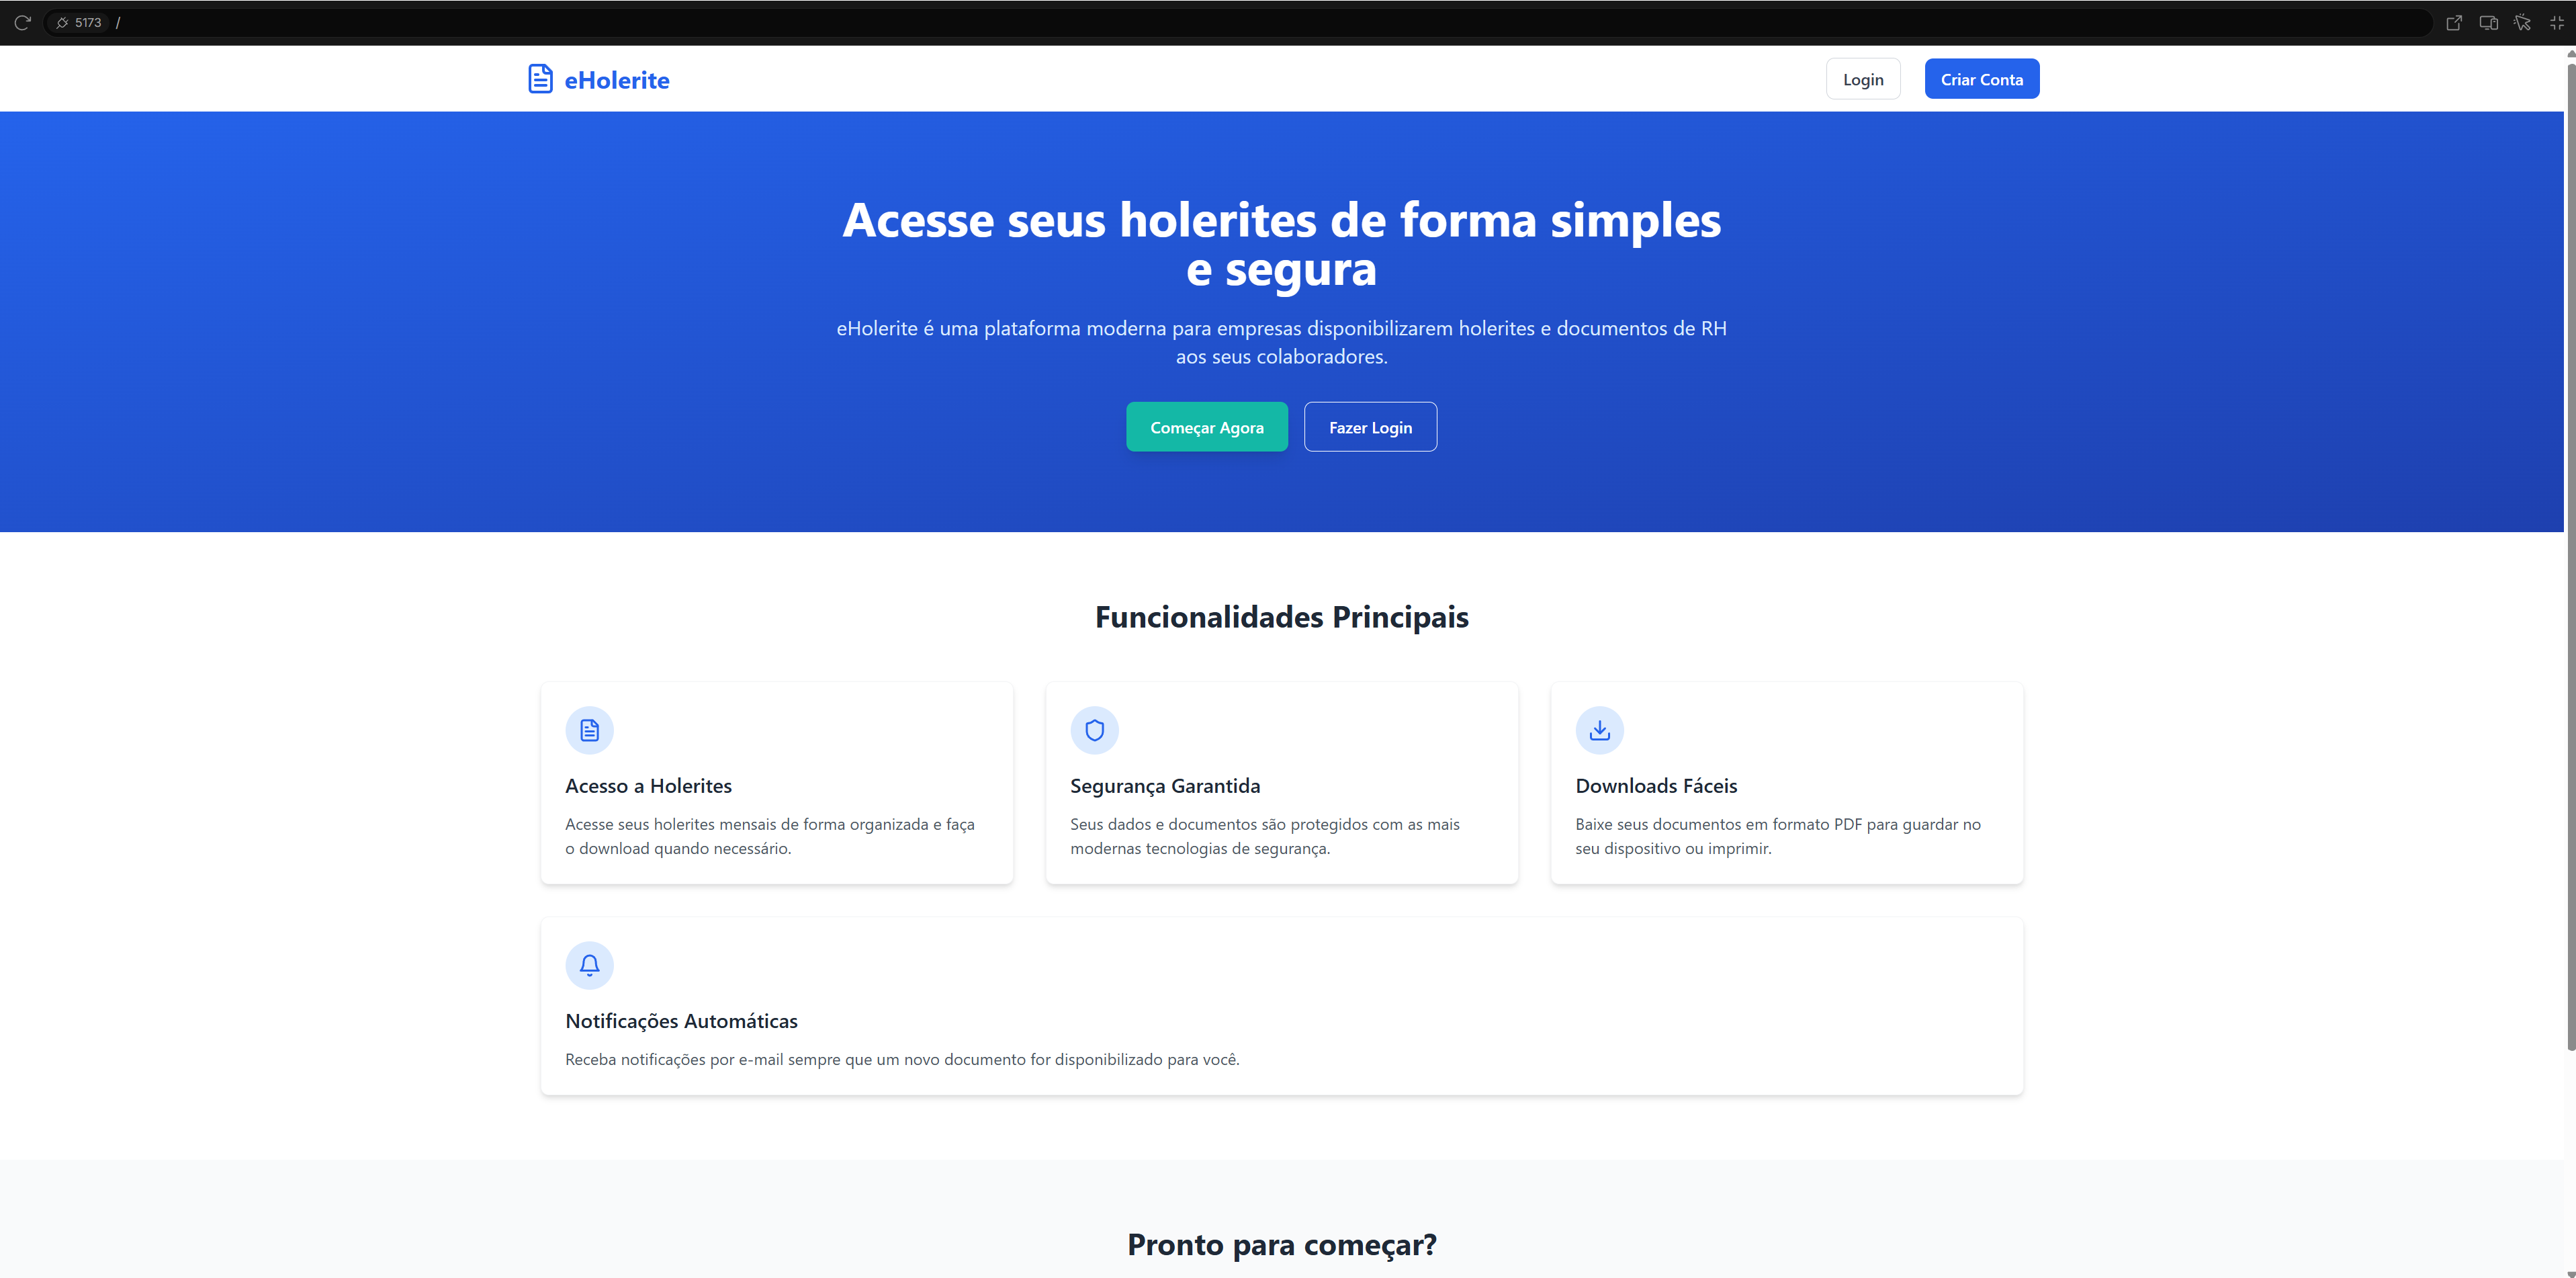 5173 /
eHolerite
Login
Criar Conta
Acesse seus holerites de forma simples
e segura
eHolerite é uma plataforma moderna para empresas disponibilizarem holerites e documentos de RH
aos seus colaboradores.
Começar Agora
Fazer Login
Funcionalidades Principais
Acesso a Holerites
Acesse seus holerites mensais de forma organizada e faça
o download quando necessário.
Segurança Garantida
Seus dados e documentos são protegidos com as mais
modernas tecnologias de segurança.
Downloads Fáceis
Baixe seus documentos em formato PDF para guardar no
seu dispositivo ou imprimir.
Notificações Automáticas
Receba notificações por e-mail sempre que um novo documento for disponibilizado para você.
Pronto para começar?